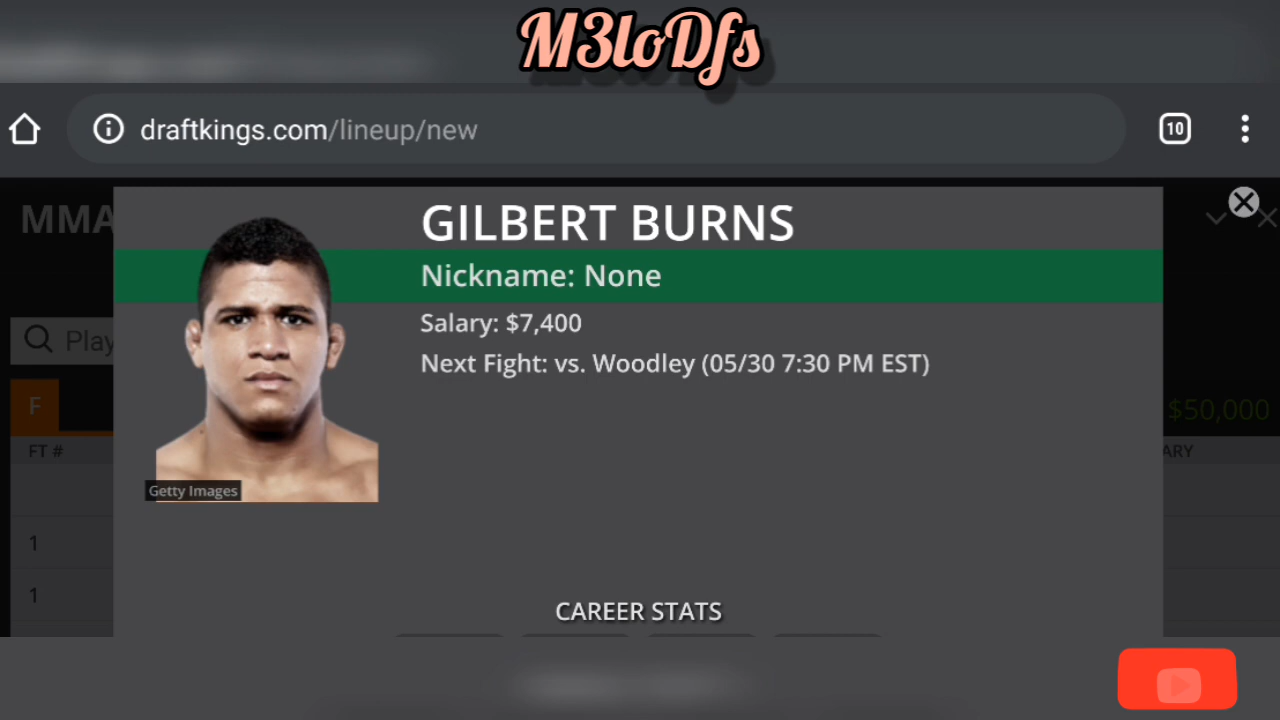 M3loDfs
draftkings.com/lineup/new
10
MMA
GILBERT BURNS
Nickname: None
Salary: $7,400
Next Fight: vs. Woodley (05/30 7:30 PM EST)
Play
F
$50,000
FT #
ARY
Getty Images
1
1
CAREER STATS